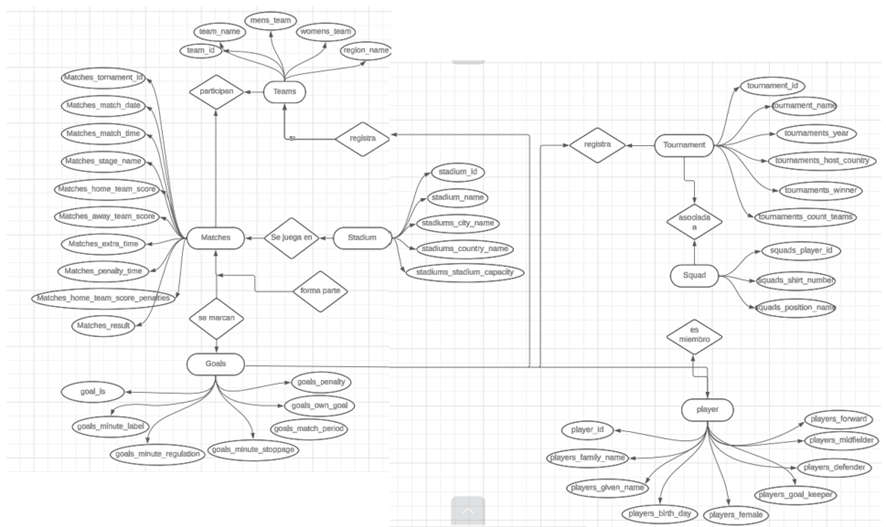 mens_team
team_name
womens_team
team_id
region_name
Teams
participan
registra
Matches_tornament_id
Matches_match_date
Matches_match_time
Matches_stage_name
Matches_home_team_score
Matches_away_team_score
Matches_extra_time
Matches_penalty_time
Matches_home_team_score_penalties
Matches_result
Matches
Se juega en
Stadium
stadium_id
stadium_name
stadiums_city_name
stadiums_country_name
stadiums_stadium_capacity
forma parte
se marcan
Goals
goal_is
goals_minute_label
goals_minute_regulation
goals_minute_stoppage
goals_penalty
goals_own_goal
goals_match_period
registra
Tournament
tournament_id
tournament_name
tournaments_year
tournaments_host_country
tournaments_winner
tournaments_count_teams
asociada
a
Squad
squads_player_id
squads_shirt_number
squads_position_name
es
miembro
player
player_id
players_family_name
players_given_name
players_birth_day
players_female
players_goal_keeper
players_defender
players_midfielder
players_forward